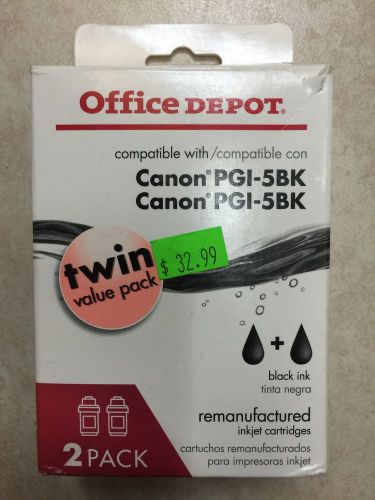 Office DEPOT®
compatible with/compatible con
Canon® PGI-5BK
Canon® PGI-5BK
twin
value pack
$ 32.99
+
black ink
tinta negra
remanufactured
inkjet cartridges
cartuchos remanufacturados
para impresoras inkjet
2 PACK